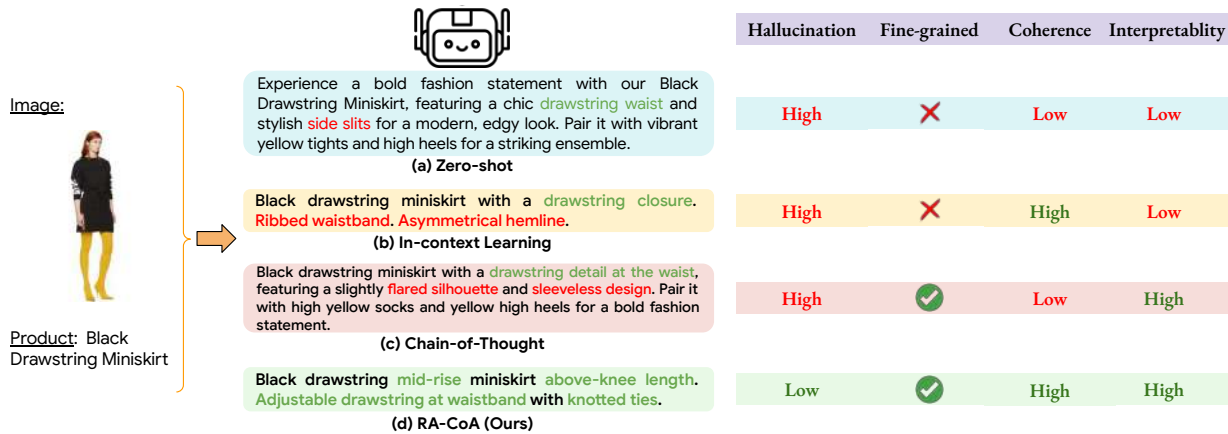 Image:
Product: Black
Drawstring Miniskirt
Experience a bold fashion statement with our Black
Drawstring Miniskirt, featuring a chic drawstring waist and
stylish side slits for a modern, edgy look. Pair it with vibrant
yellow tights and high heels for a striking ensemble.
(a) Zero-shot
Black drawstring miniskirt with a drawstring closure.
Ribbed waistband. Asymmetrical hemline.
(b) In-context Learning
Black drawstring miniskirt with a drawstring detail at the waist,
featuring a slightly flared silhouette and sleeveless design. Pair it
with high yellow socks and yellow high heels for a bold fashion
statement.
(c) Chain-of-Thought
Black drawstring mid-rise miniskirt above-knee length.
Adjustable drawstring at waistband with knotted ties.
(d) RA-CoA (Ours)
Hallucination Fine-grained Coherence Interpretablity
High Low Low
High High Low
High Low High
Low High High